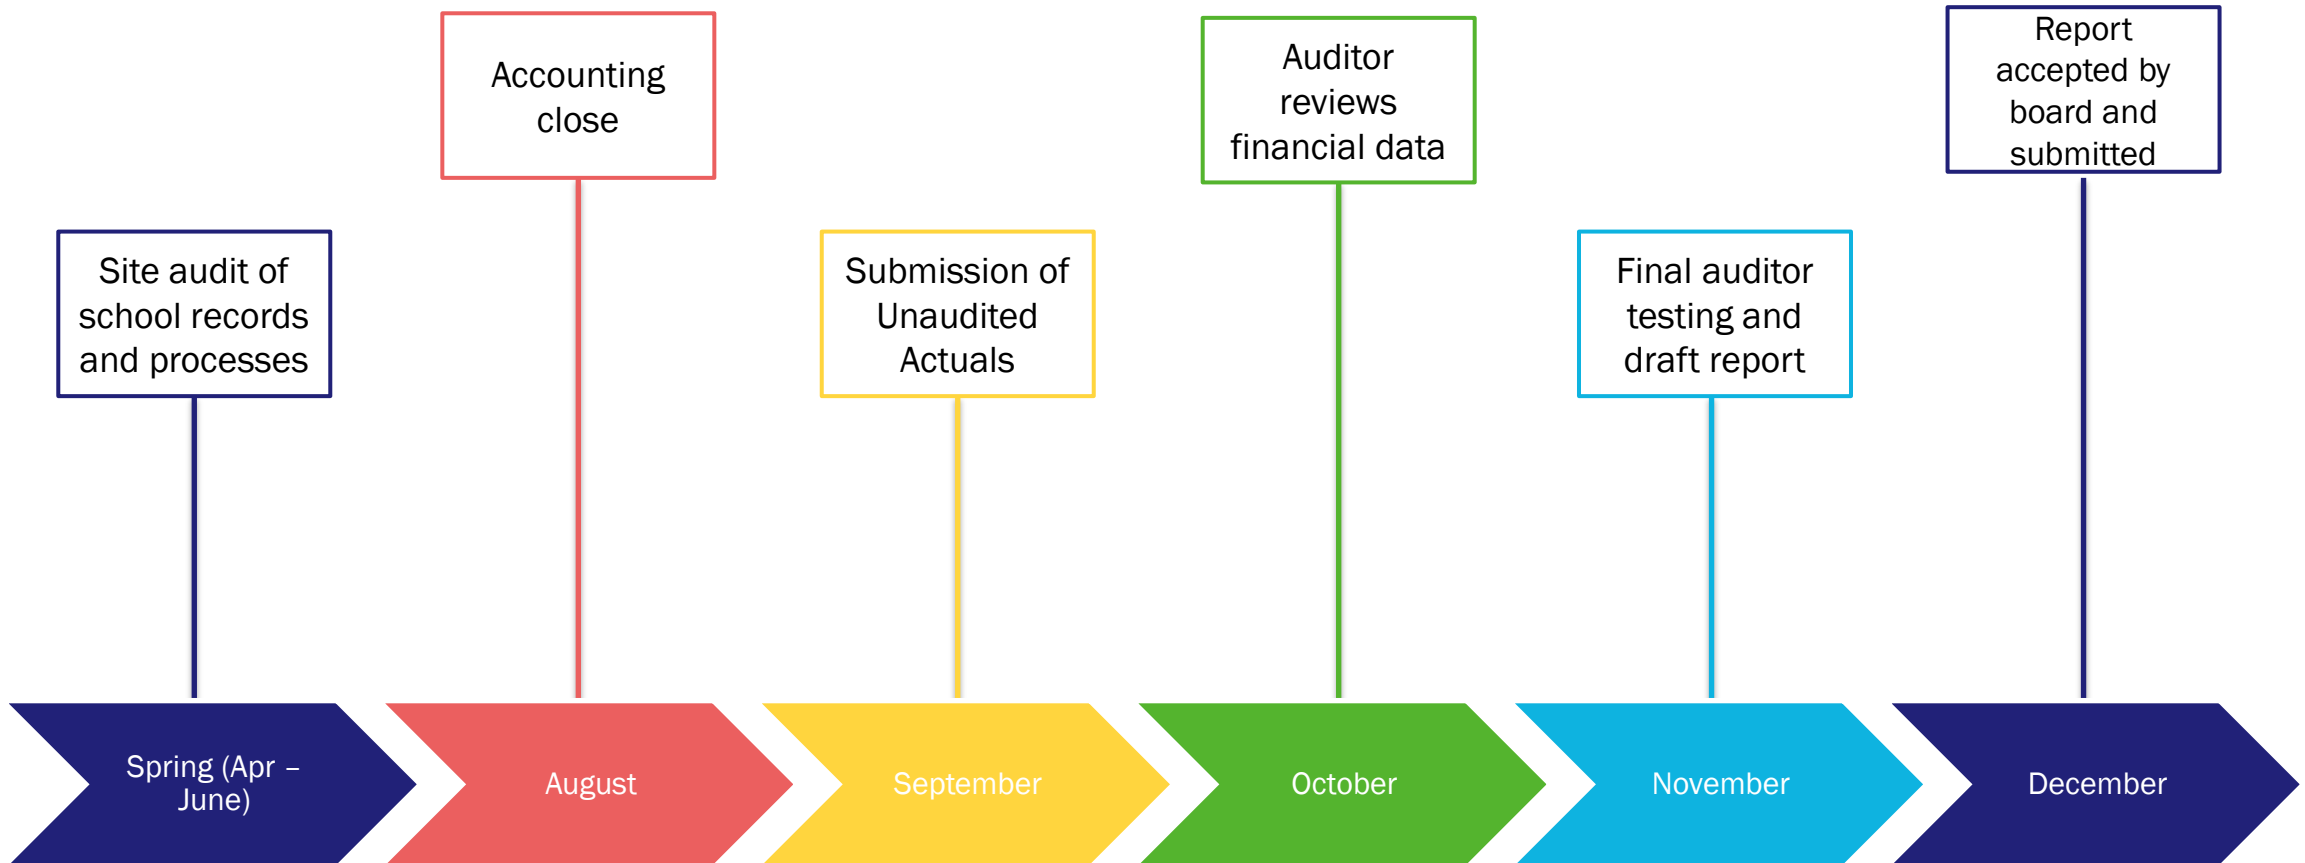 Accounting
close
Auditor
reviews
financial data
Report
accepted by
board and
submitted
Site audit of
school records
and processes
Submission of
Unaudited
Actuals
Final auditor
testing and
draft report
Spring (Apr –
June)
August
September
October
November
December